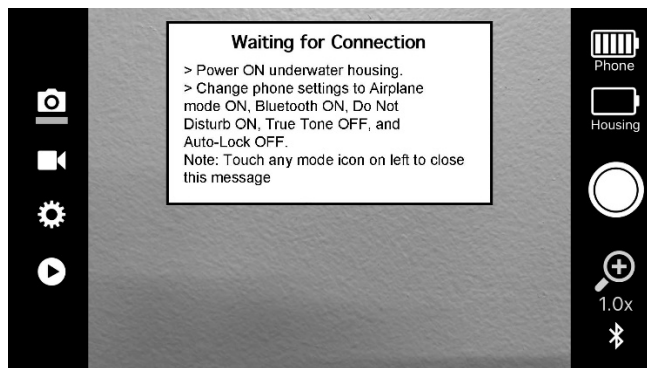 Waiting for Connection
> Power ON underwater housing.
> Change phone settings to Airplane
mode ON, Bluetooth ON, Do Not
Disturb ON, True Tone OFF, and
Auto-Lock OFF.
Note: Touch any mode icon on left to close
this message
Phone
Housing
1.0x